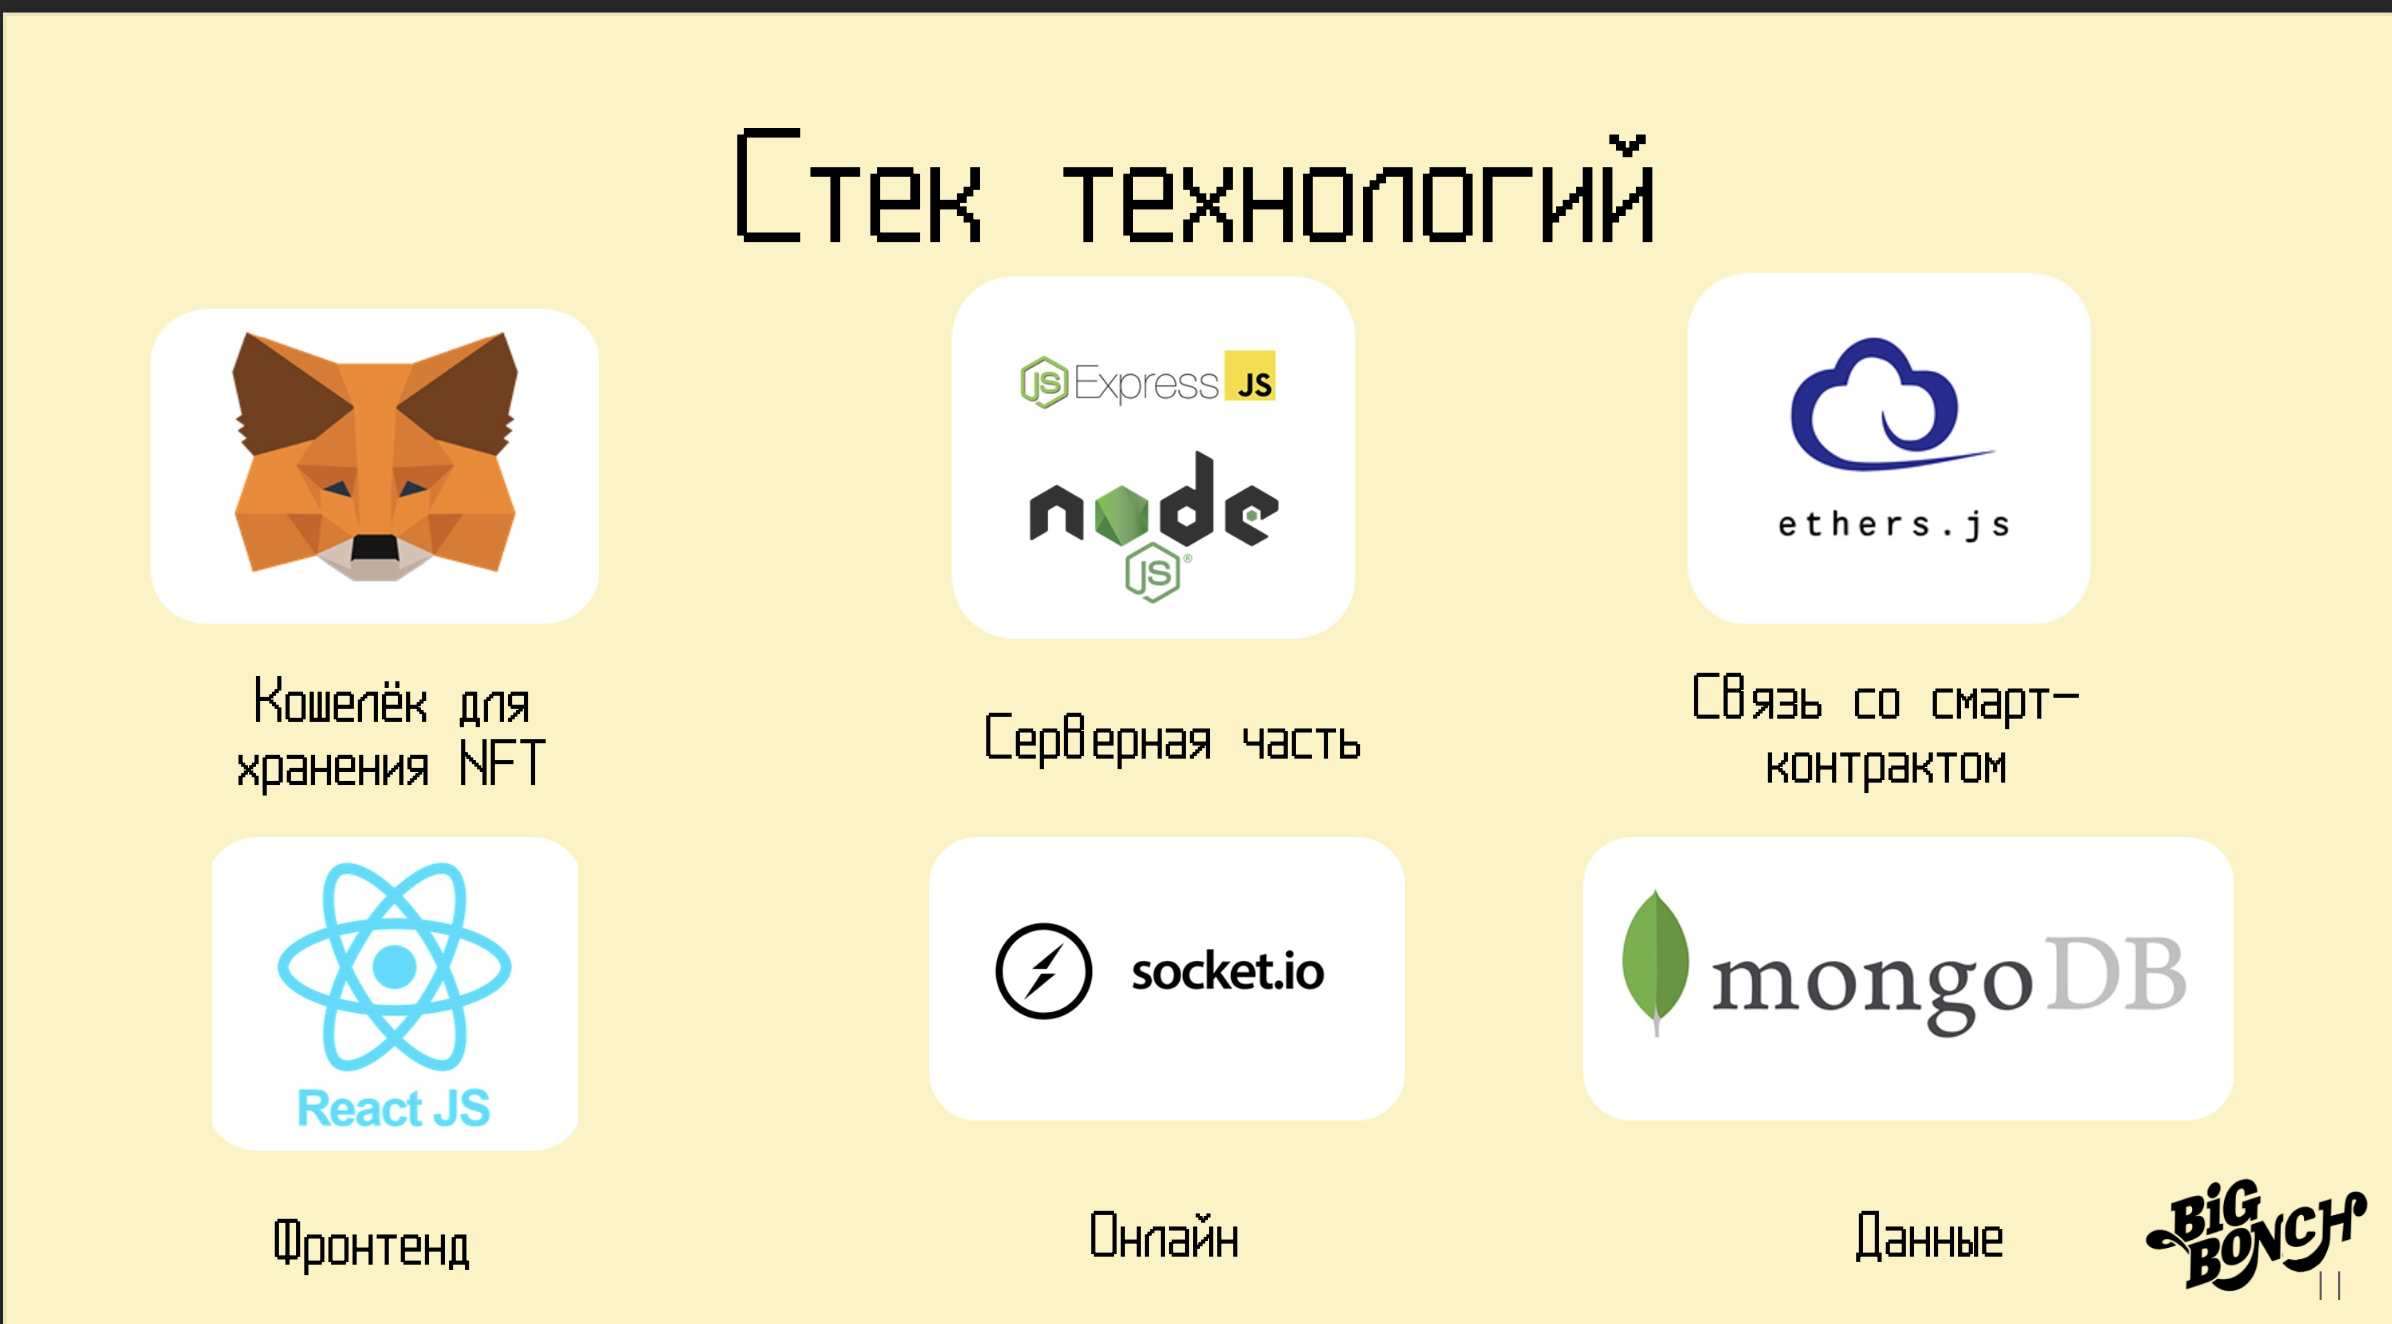 Стек технологий
JS Express JS
node
JS ®
ethers.js
Кошелёк для
хранения NFT
Серверная часть
Связь со смарт-
контрактом
React JS
socket.io
mongoDB
Фронтенд
Онлайн
Данные
BiG
BONCH
11